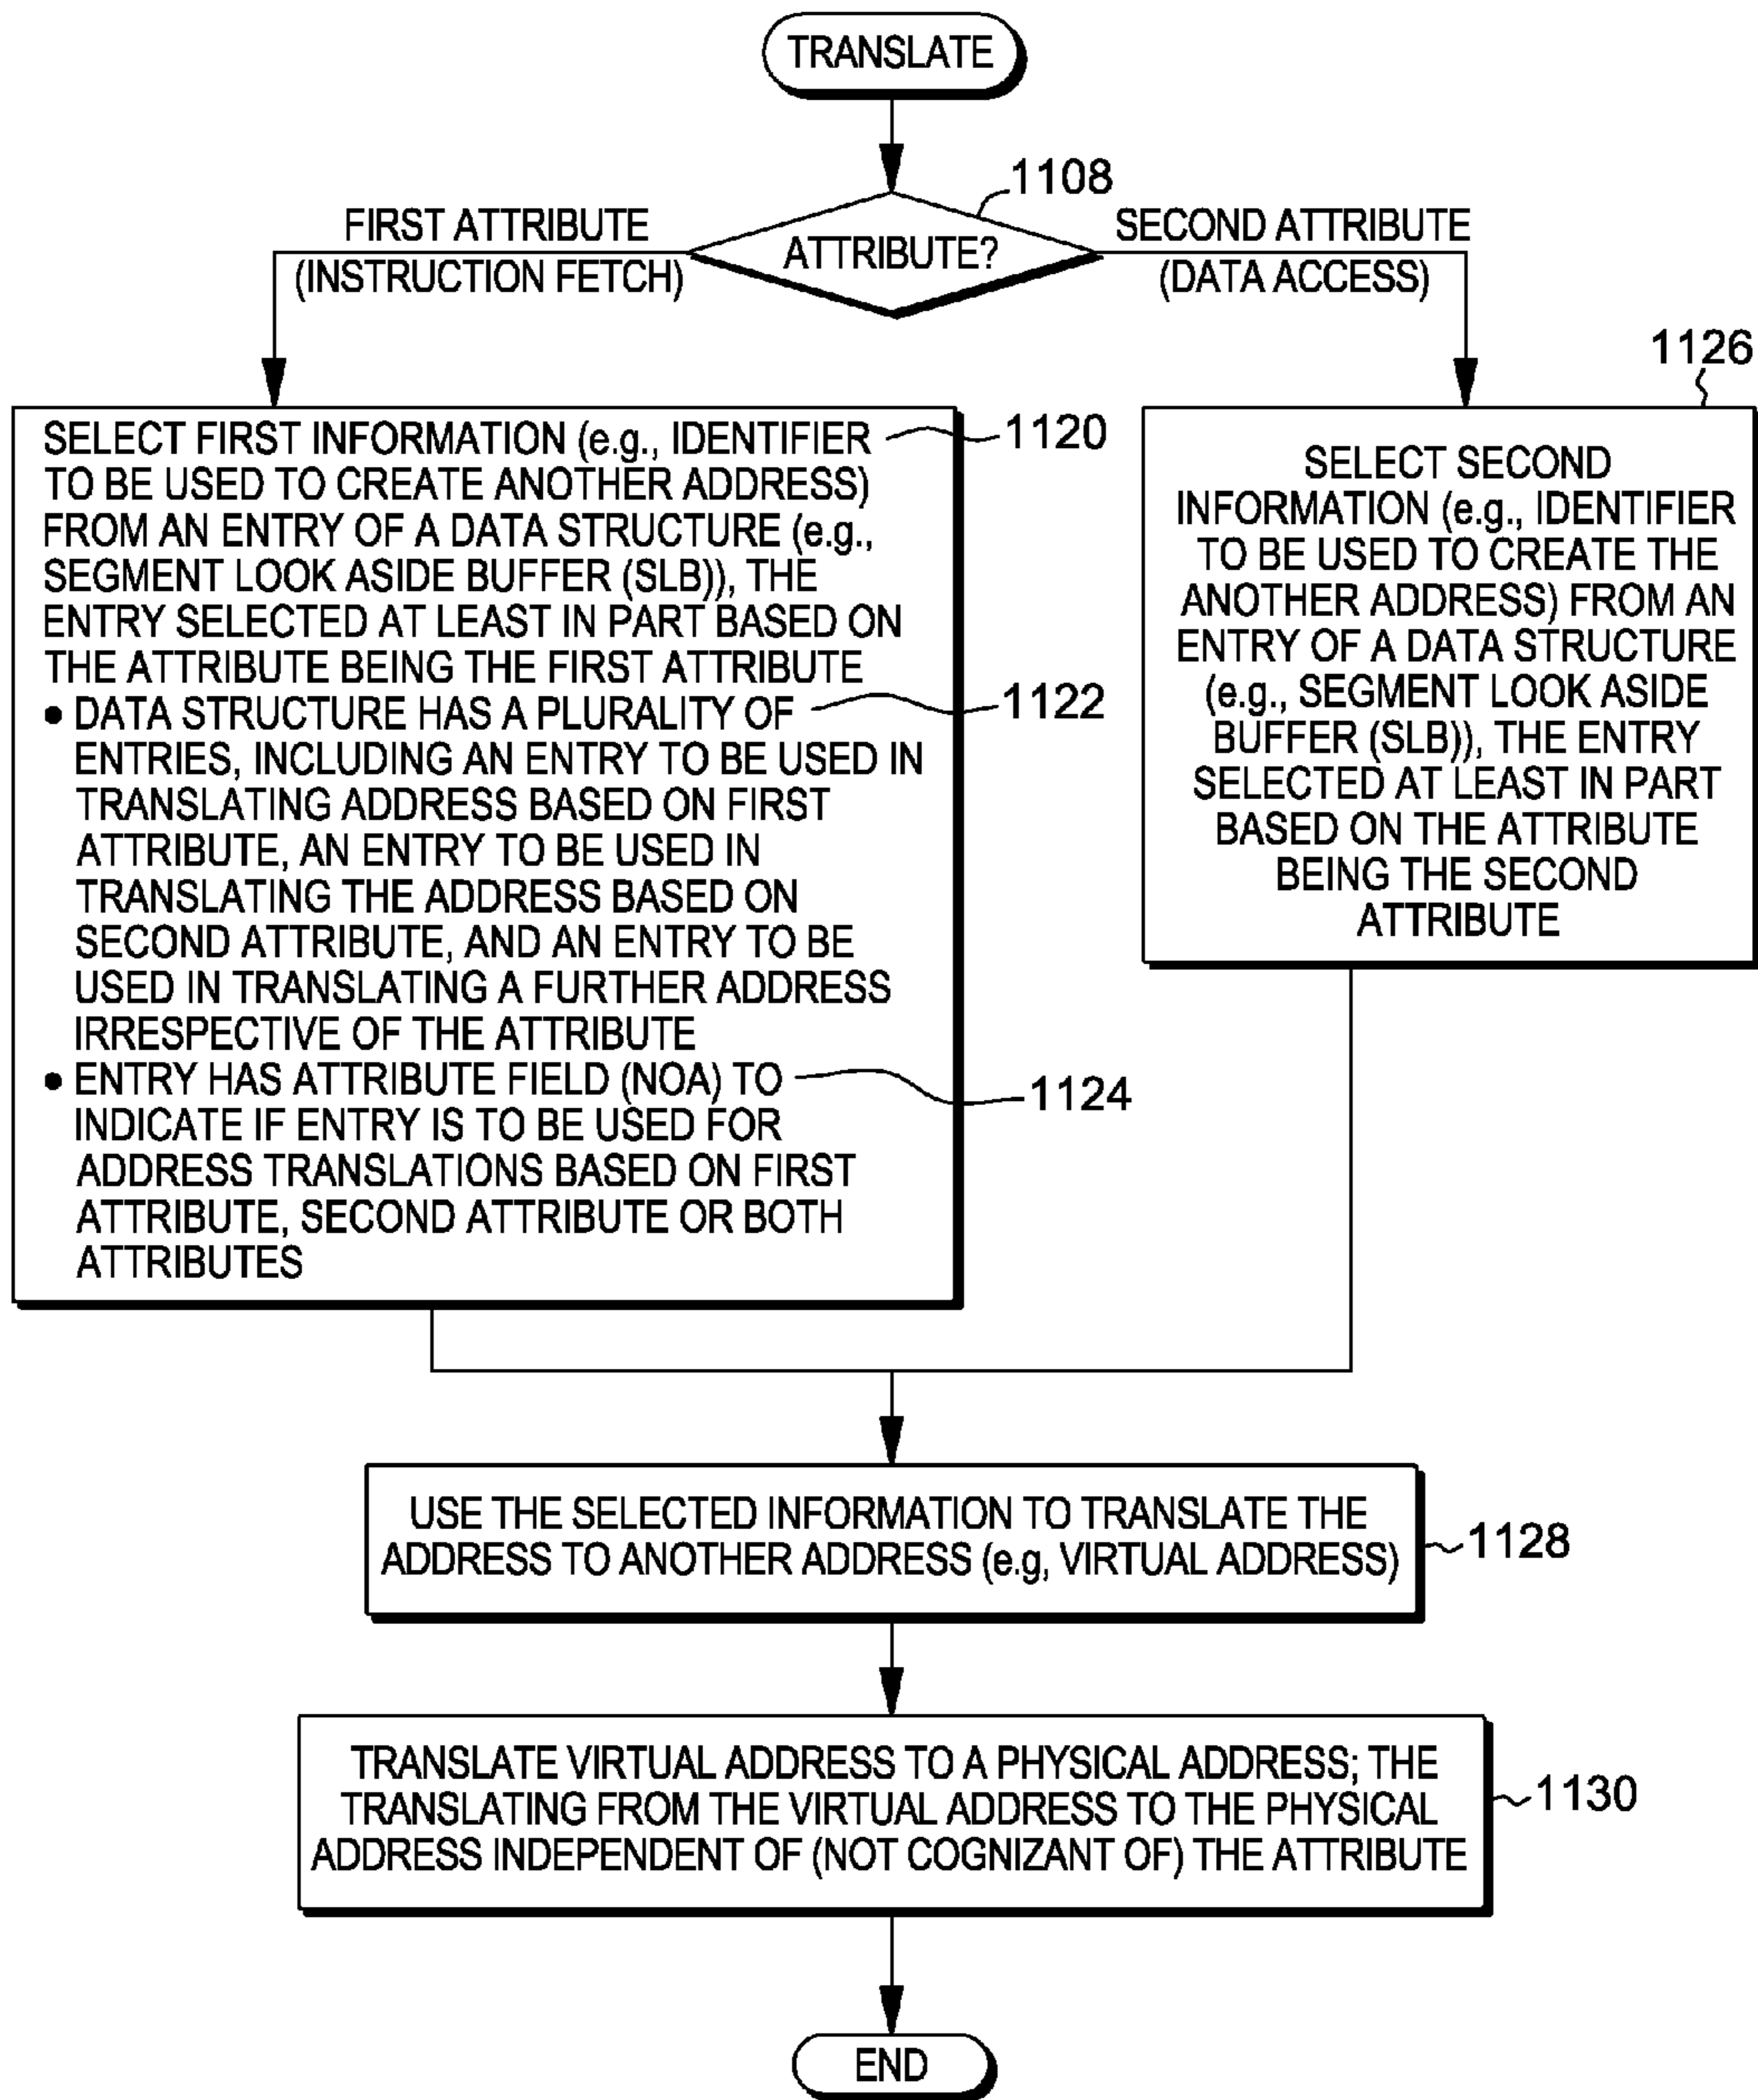 TRANSLATE
1108
ATTRIBUTE?
FIRST ATTRIBUTE
(INSTRUCTION FETCH)
SECOND ATTRIBUTE
(DATA ACCESS)
SELECT FIRST INFORMATION (e.g., IDENTIFIER
TO BE USED TO CREATE ANOTHER ADDRESS)
FROM AN ENTRY OF A DATA STRUCTURE (e.g.,
SEGMENT LOOK ASIDE BUFFER (SLB)), THE
ENTRY SELECTED AT LEAST IN PART BASED ON
THE ATTRIBUTE BEING THE FIRST ATTRIBUTE
1120
• DATA STRUCTURE HAS A PLURALITY OF
ENTRIES, INCLUDING AN ENTRY TO BE USED IN
TRANSLATING ADDRESS BASED ON FIRST
ATTRIBUTE, AN ENTRY TO BE USED IN
TRANSLATING THE ADDRESS BASED ON
SECOND ATTRIBUTE, AND AN ENTRY TO BE
USED IN TRANSLATING A FURTHER ADDRESS
IRRESPECTIVE OF THE ATTRIBUTE
1122
• ENTRY HAS ATTRIBUTE FIELD (NOA) TO
INDICATE IF ENTRY IS TO BE USED FOR
ADDRESS TRANSLATIONS BASED ON FIRST
ATTRIBUTE, SECOND ATTRIBUTE OR BOTH
ATTRIBUTES
1124
1126
SELECT SECOND
INFORMATION (e.g., IDENTIFIER
TO BE USED TO CREATE THE
ANOTHER ADDRESS) FROM AN
ENTRY OF A DATA STRUCTURE
(e.g., SEGMENT LOOK ASIDE
BUFFER (SLB)), THE ENTRY
SELECTED AT LEAST IN PART
BASED ON THE ATTRIBUTE
BEING THE SECOND
ATTRIBUTE
USE THE SELECTED INFORMATION TO TRANSLATE THE
ADDRESS TO ANOTHER ADDRESS (e.g, VIRTUAL ADDRESS)
1128
TRANSLATE VIRTUAL ADDRESS TO A PHYSICAL ADDRESS; THE
TRANSLATING FROM THE VIRTUAL ADDRESS TO THE PHYSICAL
ADDRESS INDEPENDENT OF (NOT COGNIZANT OF) THE ATTRIBUTE
1130
END